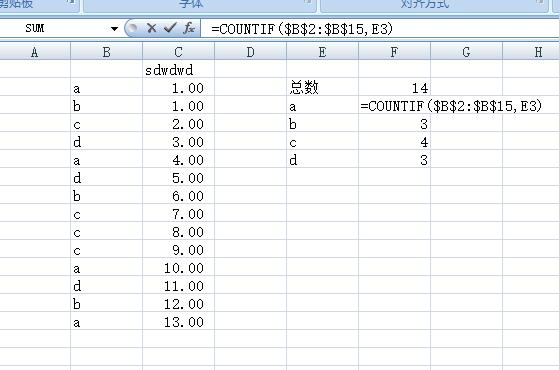 剪贴板 字体 对齐方式
SUM =COUNTIF($B$2:$B$15,E3)
A B C D E F G H
sdwdwd
a 1.00 总数 14
b 1.00 a =COUNTIF($B$2:$B$15,E3)
c 2.00 b 3
d 3.00 c 4
a 4.00 d 3
d 5.00
b 6.00
c 7.00
c 8.00
c 9.00
a 10.00
d 11.00
b 12.00
a 13.00